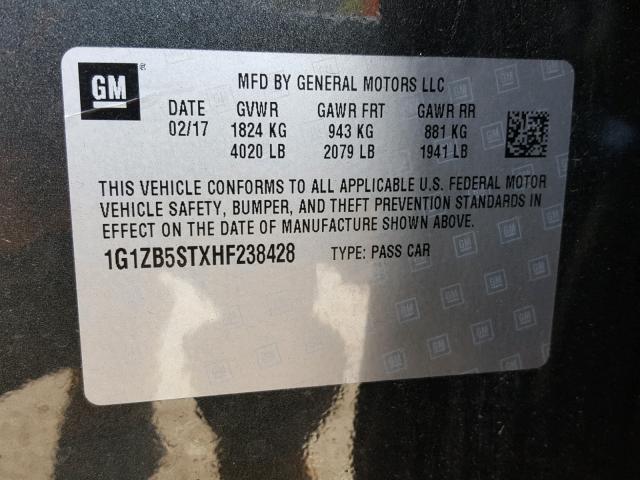 GM
MFD BY GENERAL MOTORS LLC
DATE GVWR GAWR FRT GAWR RR
02/17 1824 KG 943 KG 881 KG
4020 LB 2079 LB 1941 LB
THIS VEHICLE CONFORMS TO ALL APPLICABLE U.S. FEDERAL MOTOR
VEHICLE SAFETY, BUMPER, AND THEFT PREVENTION STANDARDS IN
EFFECT ON THE DATE OF MANUFACTURE SHOWN ABOVE.
1G1ZB5STXHF238428 TYPE: PASS CAR